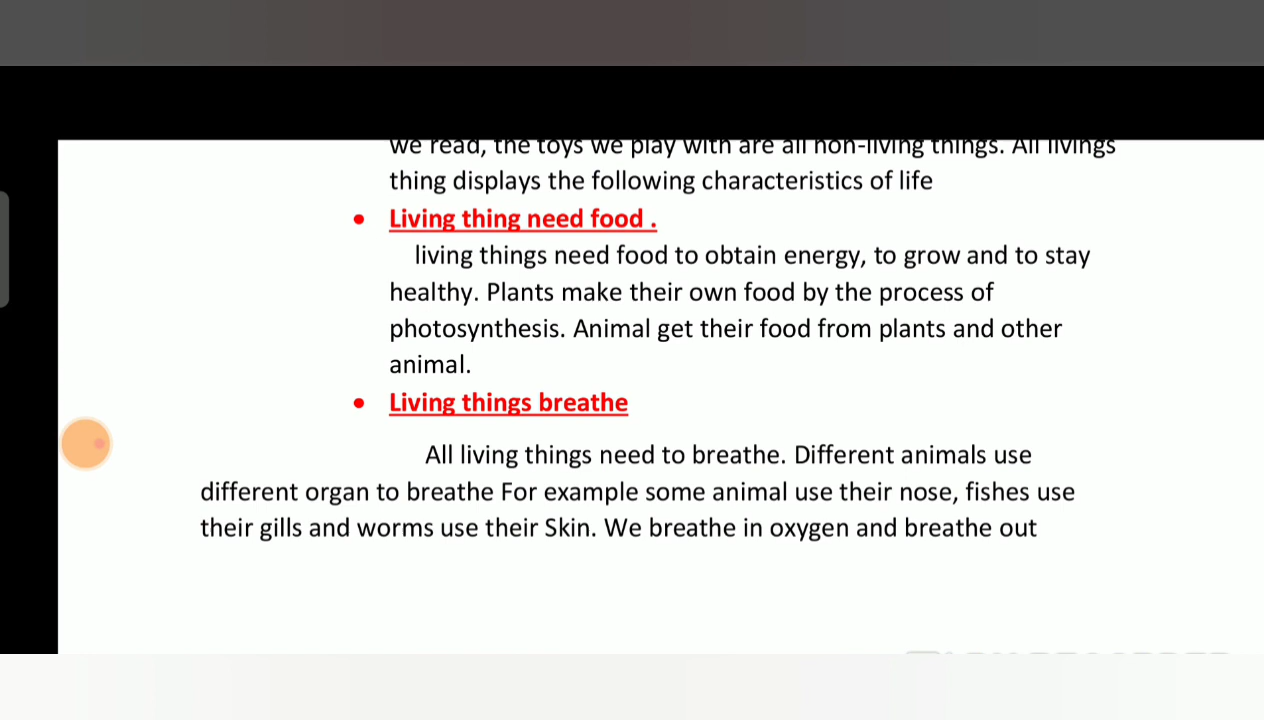 we read, the toys we play with are all non-living things. All livings
thing displays the following characteristics of life
• Living thing need food .
living things need food to obtain energy, to grow and to stay
healthy. Plants make their own food by the process of
photosynthesis. Animal get their food from plants and other
animal.
• Living things breathe
All living things need to breathe. Different animals use
different organ to breathe For example some animal use their nose, fishes use
their gills and worms use their Skin. We breathe in oxygen and breathe out